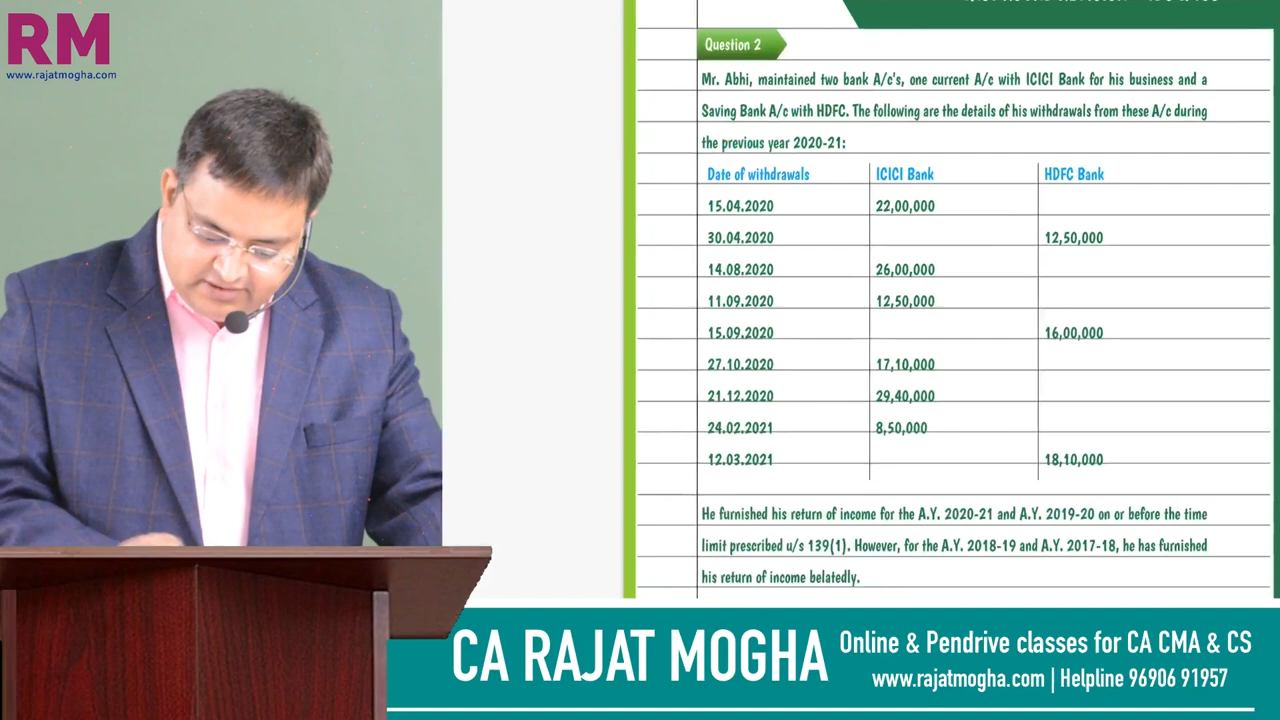 RM
www.rajatmogha.com
Question 2
Mr. Abhi, maintained two bank A/c's, one current A/c with ICICI Bank for his business and a
Saving Bank A/c with HDFC. The following are the details of his withdrawals from these A/c during
the previous year 2020-21:
Date of withdrawals ICICI Bank HDFC Bank
15.04.2020 22,00,000
30.04.2020 12,50,000
14.08.2020 26,00,000
11.09.2020 12,50,000
15.09.2020 16,00,000
27.10.2020 17,10,000
21.12.2020 29,40,000
24.02.2021 8,50,000
12.03.2021 18,10,000
He furnished his return of income for the A.Y. 2020-21 and A.Y. 2019-20 on or before the time
limit prescribed u/s 139(1). However, for the A.Y. 2018-19 and A.Y. 2017-18, he has furnished
his return of income belatedly.
CA RAJAT MOGHA
Online & Pendrive classes for CA CMA & CS
www.rajatmogha.com | Helpline 96906 91957